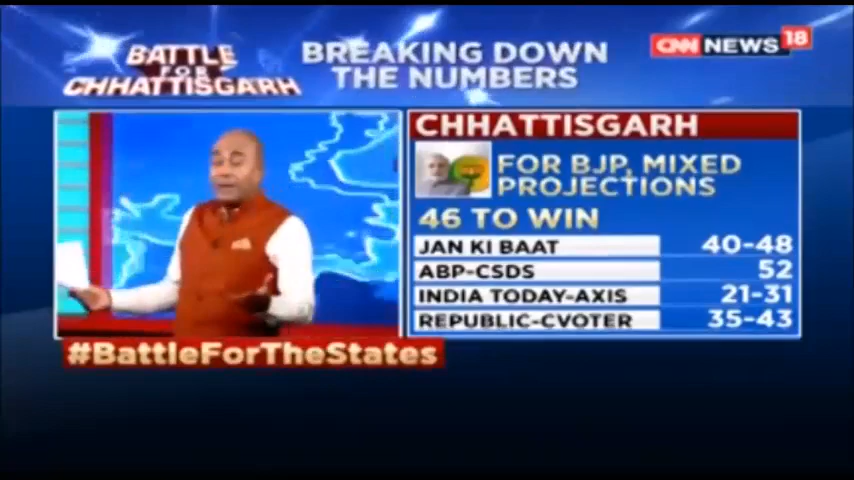 BATTLE
FOR
CHHATTISGARH
BREAKING DOWN
THE NUMBERS
CNN NEWS 18
CHHATTISGARH
FOR BJP, MIXED
PROJECTIONS
46 TO WIN
JAN KI BAAT 40-48
ABP-CSDS 52
INDIA TODAY-AXIS 21-31
REPUBLIC-CVOTER 35-43
#BattleForTheStates